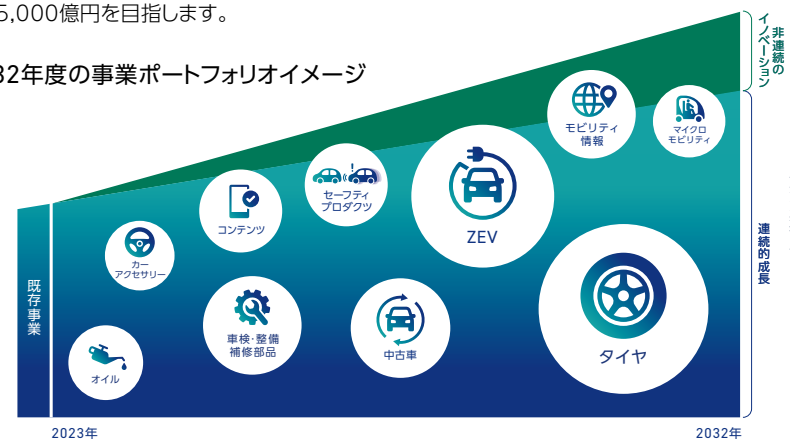 5,000億円を目指します。
32年度の事業ポートフォリオイメージ
非連続の
イノベーション
モビリティ
情報
マイクロ
モビリティ
セーフティ
プロダクツ
コンテンツ
ZEV
カー
アクセサリー
連続的成長
既存事業
車検・整備
補修部品
中古車
タイヤ
オイル
2023年
2032年